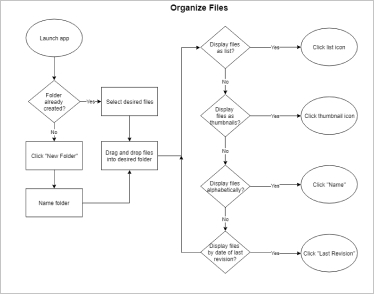 Organize Files
Launch app
Folder
already
created?
Yes
Select desired files
No
Click "New Folder"
Drag and drop files
into desired folder
Name folder
Display files
as list?
Yes
Click list icon
No
Display
files as
thumbnails?
Yes
Click thumbnail icon
No
Display files
alphabetically?
Yes
Click "Name"
No
Display files
by date of last
revision?
Yes
Click "Last Revision"